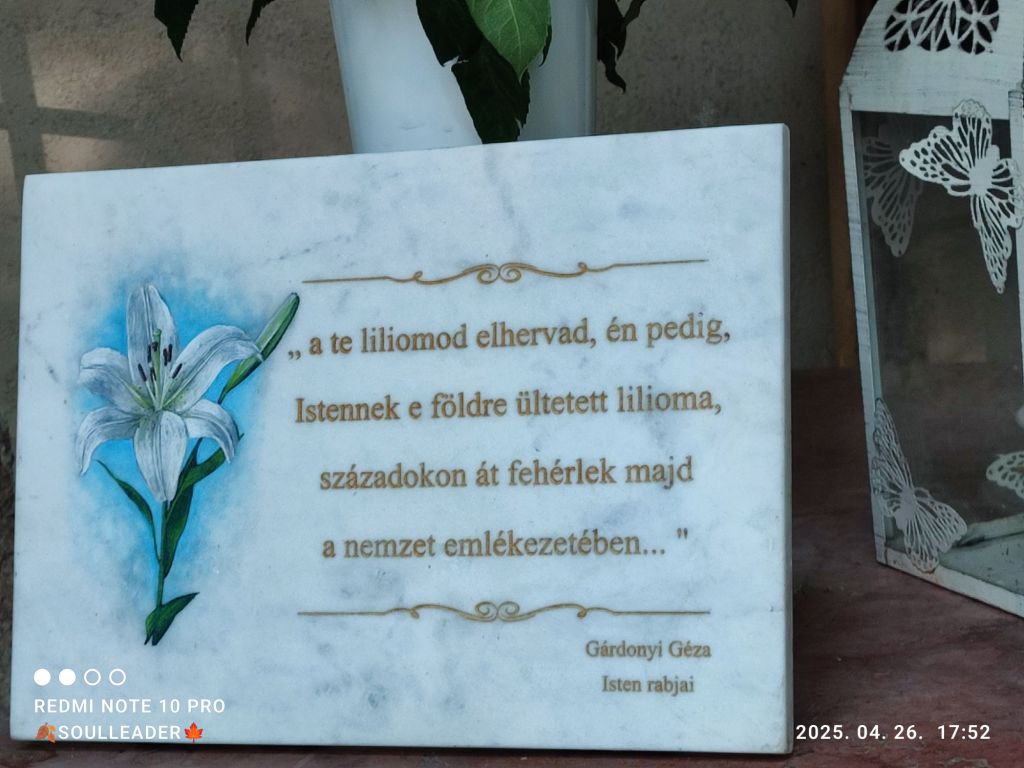 „ a te liliomod elhervad, én pedig,
Istennek e földre ültetett lilioma,
századokon át fehérlek majd
a nemzet emlékezetében... "
Gárdonyi Géza
Isten rabjai
REDMI NOTE 10 PRO
🍂SOULLEADER🍁
2025. 04. 26. 17:52